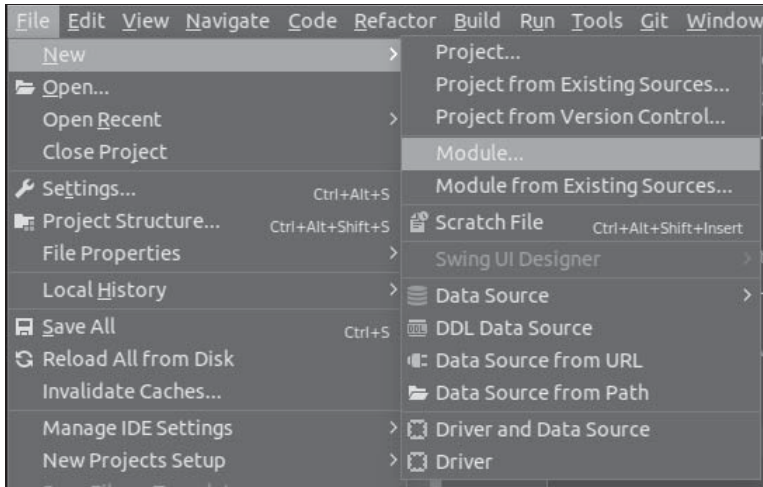 File Edit View Navigate Code Refactor Build Run Tools Git Window
New
Open...
Open Recent
Close Project
Settings... Ctrl+Alt+S
Project Structure... Ctrl+Alt+Shift+S
File Properties
Local History
Save All Ctrl+S
Reload All from Disk
Invalidate Caches...
Manage IDE Settings
New Projects Setup
Project...
Project from Existing Sources...
Project from Version Control...
Module...
Module from Existing Sources...
Scratch File Ctrl+Alt+Shift+Insert
Swing UI Designer
Data Source
DDL Data Source
Data Source from URL
Data Source from Path
Driver and Data Source
Driver